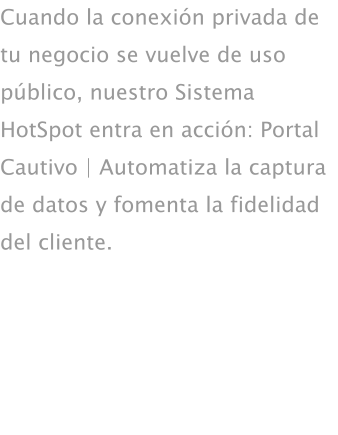 Cuando la conexión privada de
tu negocio se vuelve de uso
público, nuestro Sistema
HotSpot entra en acción: Portal
Cautivo | Automatiza la captura
de datos y fomenta la fidelidad
del cliente.